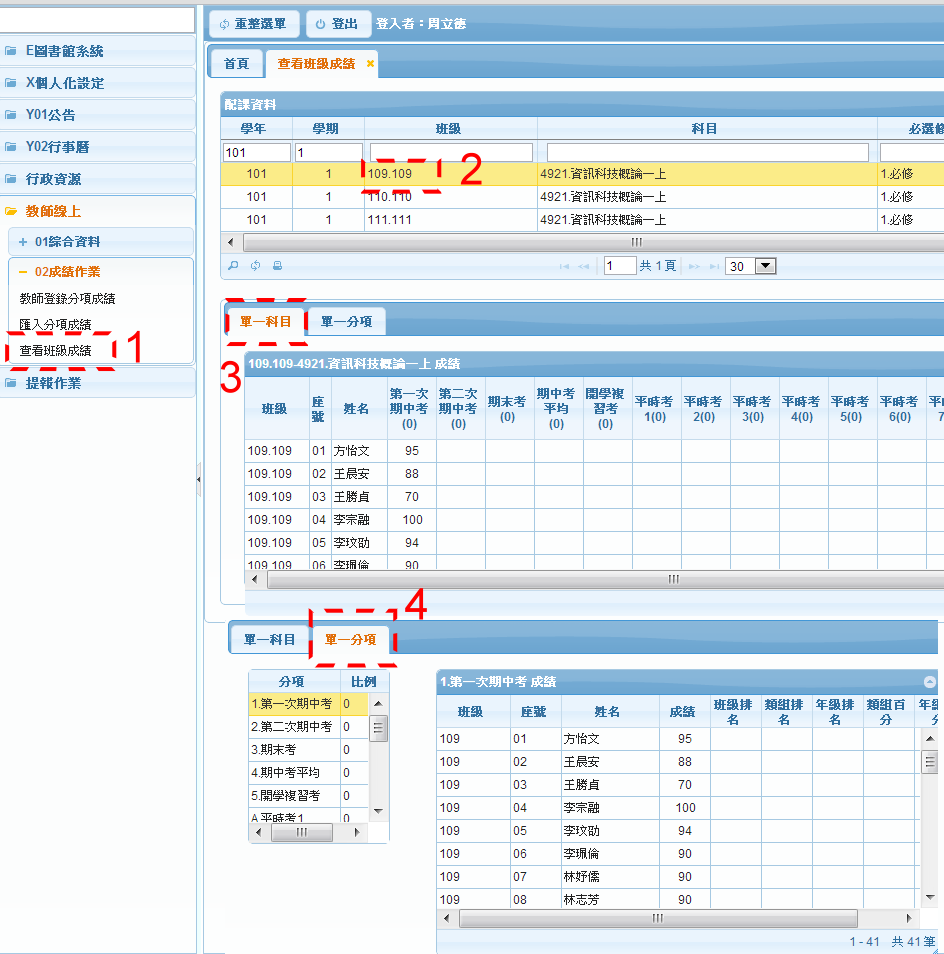 重整選單 登出 登入者：周立德
E圖書館系統
X個人化設定
Y01公告
Y02行事曆
行政資源
教師線上
01綜合資料
02成績作業
教師登錄分項成績
匯入分項成績
查看班級成績 1
提報作業
首頁 查看班級成績
配課資料
學年 學期 班級 科目 必選修
101 1
101 1 109.109 2 4921.資訊科技概論一上 1.必修
101 1 110.110 4921.資訊科技概論一上 1.必修
101 1 111.111 4921.資訊科技概論一上 1.必修
1 共 1 頁 30
單一科目 單一分項
3
109.109-4921.資訊科技概論一上 成績
班級 座號 姓名 第一次期中考(0) 第二次期中考(0) 期末考(0) 期中考平均(0) 開學複習考(0) 平時考1(0) 平時考2(0) 平時考3(0) 平時考4(0) 平時考5(0) 平時考6(0) 平時7
109.109 01 方怡文 95
109.109 02 王晨安 88
109.109 03 王勝貞 70
109.109 04 李宗融 100
109.109 05 李玟劭 94
109.109 06 李珮倫 90
4
單一科目 單一分項
分項 比例
1.第一次期中考 0
2.第二次期中考 0
3.期末考 0
4.期中考平均 0
5.開學複習考 0
A.平時考1 0
1.第一次期中考 成績
班級 座號 姓名 成績 班級排名 類組排名 年級排名 類組百分 年級分
109 01 方怡文 95
109 02 王晨安 88
109 03 王勝貞 70
109 04 李宗融 100
109 05 李玟劭 94
109 06 李珮倫 90
109 07 林妤儒 90
109 08 林志芳 90
1 - 41 共 41 筆